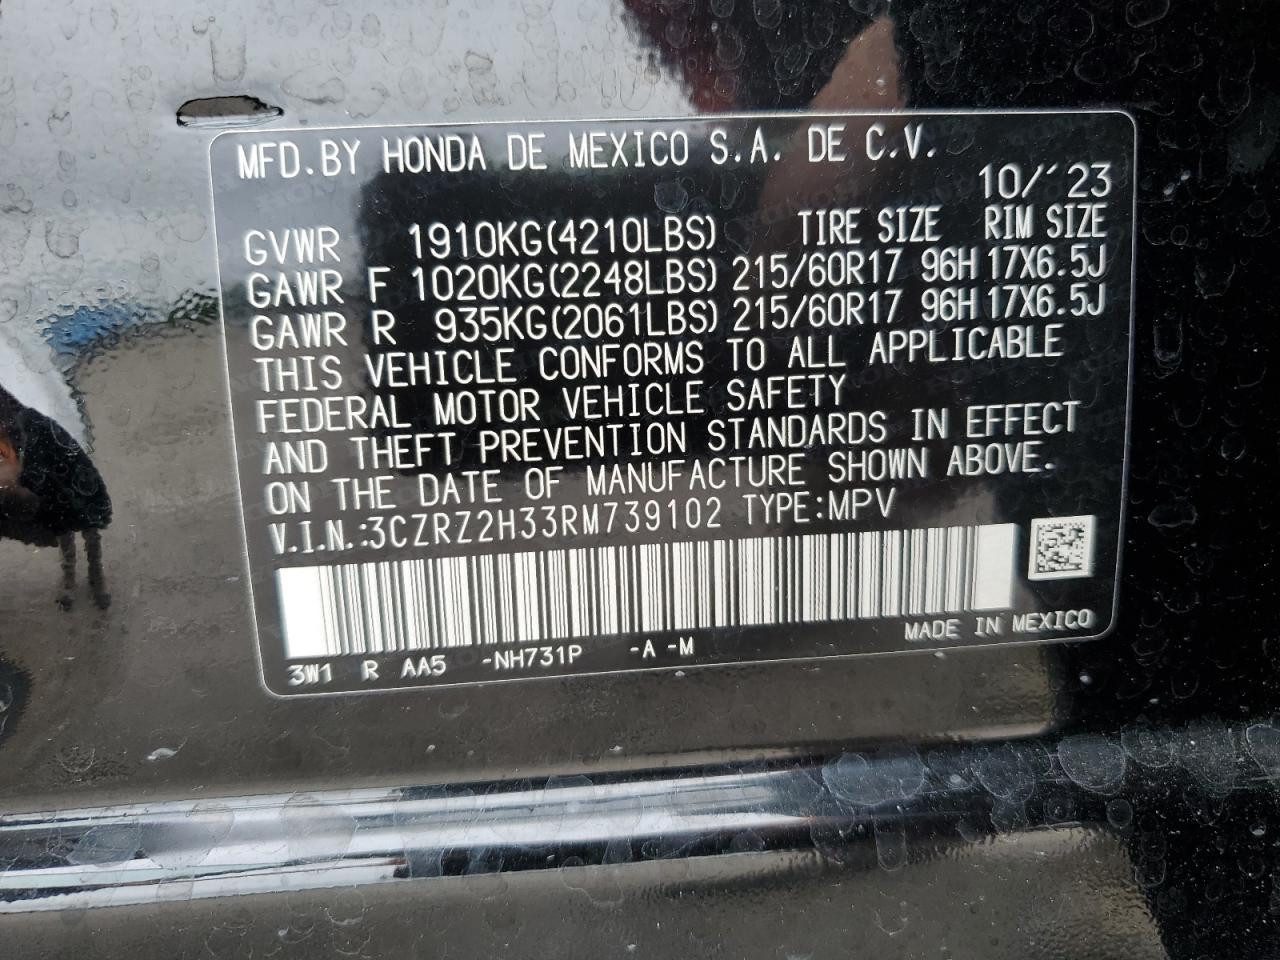 MFD.BY HONDA DE MEXICO S.A. DE C.V.
10/´23
GVWR 1910KG(4210LBS) TIRE SIZE RIM SIZE
GAWR F 1020KG(2248LBS) 215/60R17 96H 17X6.5J
GAWR R 935KG(2061LBS) 215/60R17 96H 17X6.5J
THIS VEHICLE CONFORMS TO ALL APPLICABLE
FEDERAL MOTOR VEHICLE SAFETY
AND THEFT PREVENTION STANDARDS IN EFFECT
ON THE DATE OF MANUFACTURE SHOWN ABOVE.
V.I.N.:3CZRZ2H33RM739102 TYPE:MPV
MADE IN MEXICO
3W1 R AA5 -NH731P -A -M